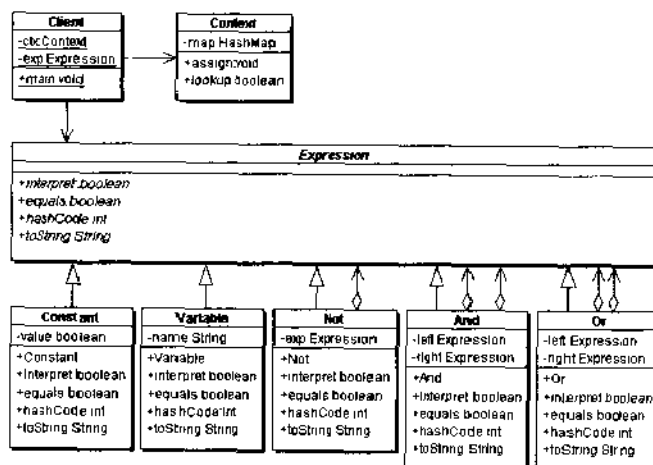 Client
-ctx Context
-exp Expression
+main void
Context
-map HashMap
+assign void
+lookup boolean
Expression
+interpret boolean
+equals boolean
+hashCode int
+toString String
Constant
-value boolean
+Constant
+interpret boolean
+equals boolean
+hashCode int
+toString String
Variable
-name String
+Variable
+interpret boolean
+equals boolean
+hashCode int
+toString String
Not
-exp Expression
+Not
+interpret boolean
+equals boolean
+hashCode int
+toString String
And
-left Expression
-right Expression
+And
+interpret boolean
+equals boolean
+hashCode int
+toString String
Or
-left Expression
-right Expression
+Or
+interpret boolean
+equals boolean
+hashCode int
+toString String